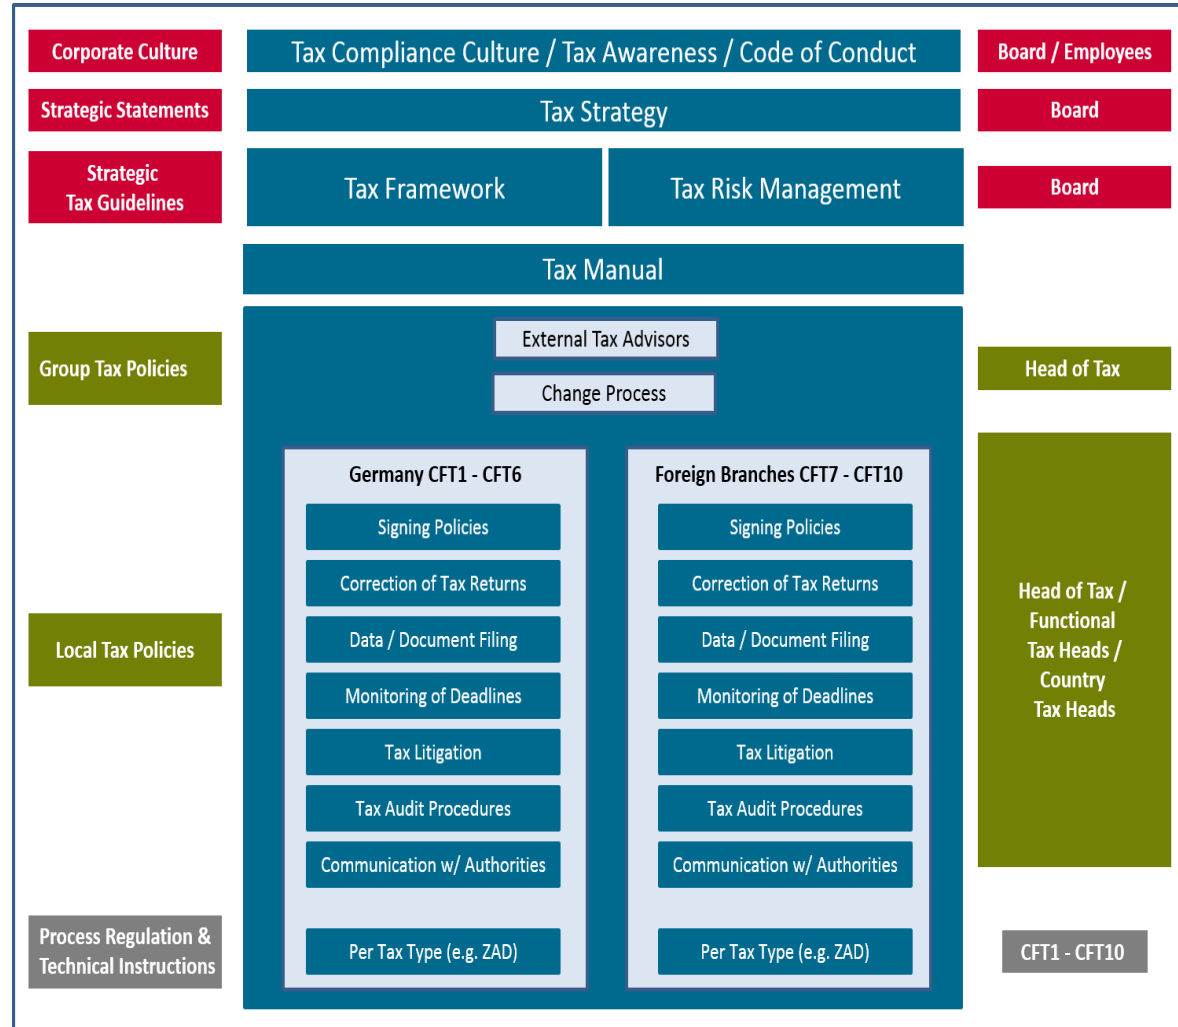 Corporate Culture
Tax Compliance Culture / Tax Awareness / Code of Conduct
Board / Employees
Strategic Statements
Tax Strategy
Board
Strategic
Tax Guidelines
Tax Framework
Tax Risk Management
Board
Tax Manual
Group Tax Policies
External Tax Advisors
Change Process
Head of Tax
Local Tax Policies
Germany CFT1 - CFT6
Signing Policies
Correction of Tax Returns
Data / Document Filing
Monitoring of Deadlines
Tax Litigation
Tax Audit Procedures
Communication w/ Authorities
Foreign Branches CFT7 - CFT10
Signing Policies
Correction of Tax Returns
Data / Document Filing
Monitoring of Deadlines
Tax Litigation
Tax Audit Procedures
Communication w/ Authorities
Head of Tax /
Functional
Tax Heads /
Country
Tax Heads
Process Regulation &
Technical Instructions
Per Tax Type (e.g. ZAD)
Per Tax Type (e.g. ZAD)
CFT1 - CFT10